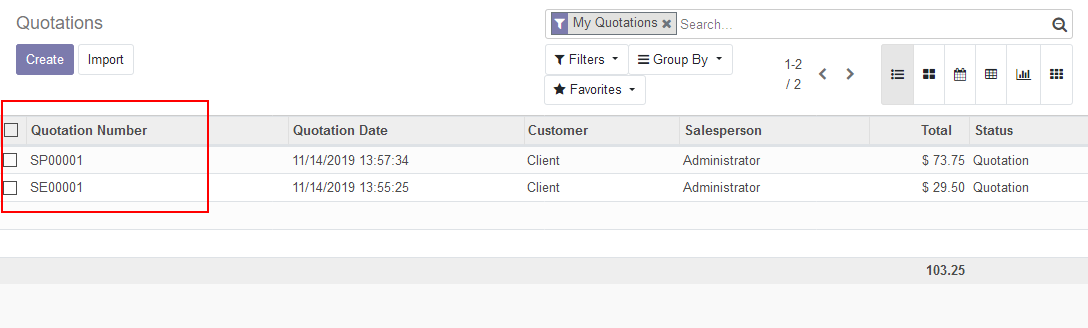 Quotations
My Quotations ✖ Search...
Create Import
Filters Group By
Favorites
1-2
/ 2
Quotation Number Quotation Date Customer Salesperson Total Status
SP00001 11/14/2019 13:57:34 Client Administrator $ 73.75 Quotation
SE00001 11/14/2019 13:55:25 Client Administrator $ 29.50 Quotation
103.25